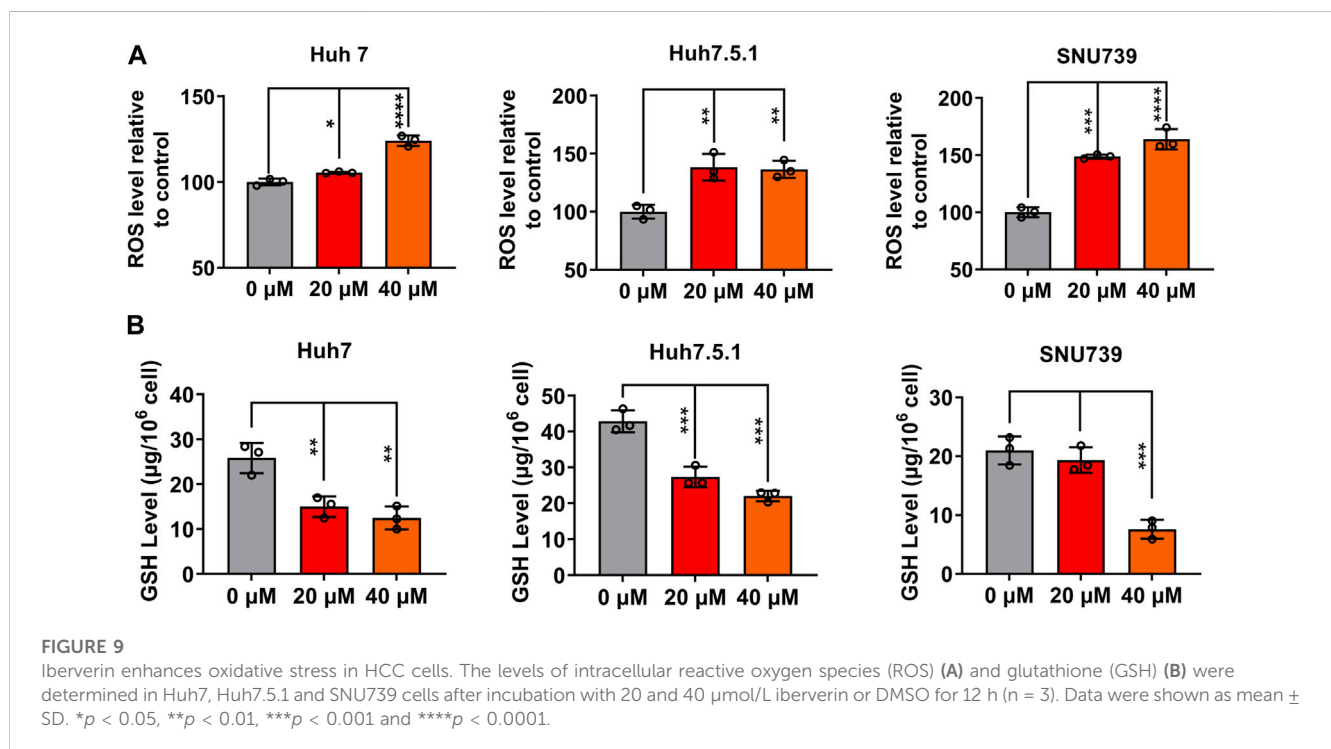 A
Huh 7
ROS level relative
to control
150
100
50
*
****
0 µM
20 µM
40 µM
Huh7.5.1
ROS level relative
to control
200
150
100
50
**
**
0 µM
20 µM
40 µM
SNU739
ROS level relative
to control
200
150
100
50
***
****
0 µM
20 µM
40 µM
B
Huh7
GSH Level (µg/10⁶ cell)
40
30
20
10
0
**
**
0 µM
20 µM
40 µM
Huh7.5.1
GSH Level (µg/10⁶ cell)
50
40
30
20
10
0
***
***
0 µM
20 µM
40 µM
SNU739
GSH Level (µg/10⁶ cell)
30
20
10
0
***
0 µM
20 µM
40 µM
FIGURE 9
Iberverin enhances oxidative stress in HCC cells. The levels of intracellular reactive oxygen species (ROS) (A) and glutathione (GSH) (B) were
determined in Huh7, Huh7.5.1 and SNU739 cells after incubation with 20 and 40 µmol/L iberverin or DMSO for 12 h (n = 3). Data were shown as mean ±
SD. *p < 0.05, **p < 0.01, ***p < 0.001 and ****p < 0.0001.